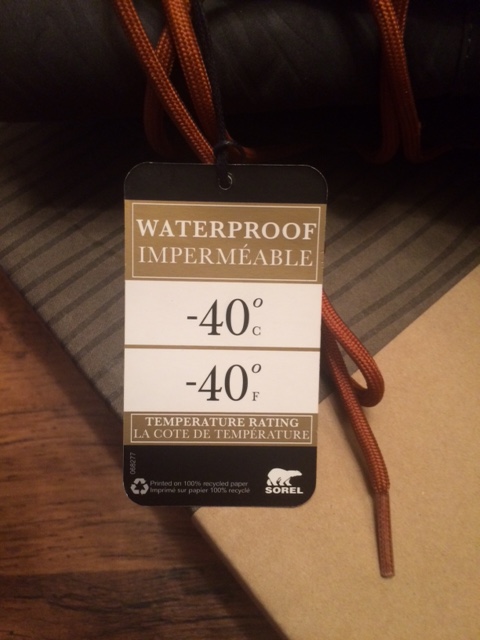 WATERPROOF
IMPERMÉABLE
-40°C
-40°F
TEMPERATURE RATING
LA COTE DE TEMPÉRATURE
068277
Printed on 100% recycled paper
Imprimé sur papier 100% recyclé
SOREL